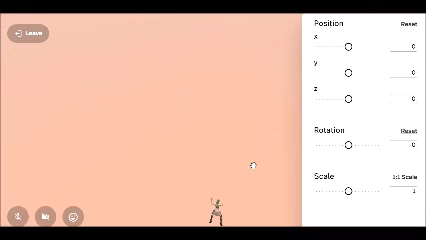 Leave
Position Reset
x
0
y
0
z
0
Rotation Reset
0
Scale 1:1 Scale
1